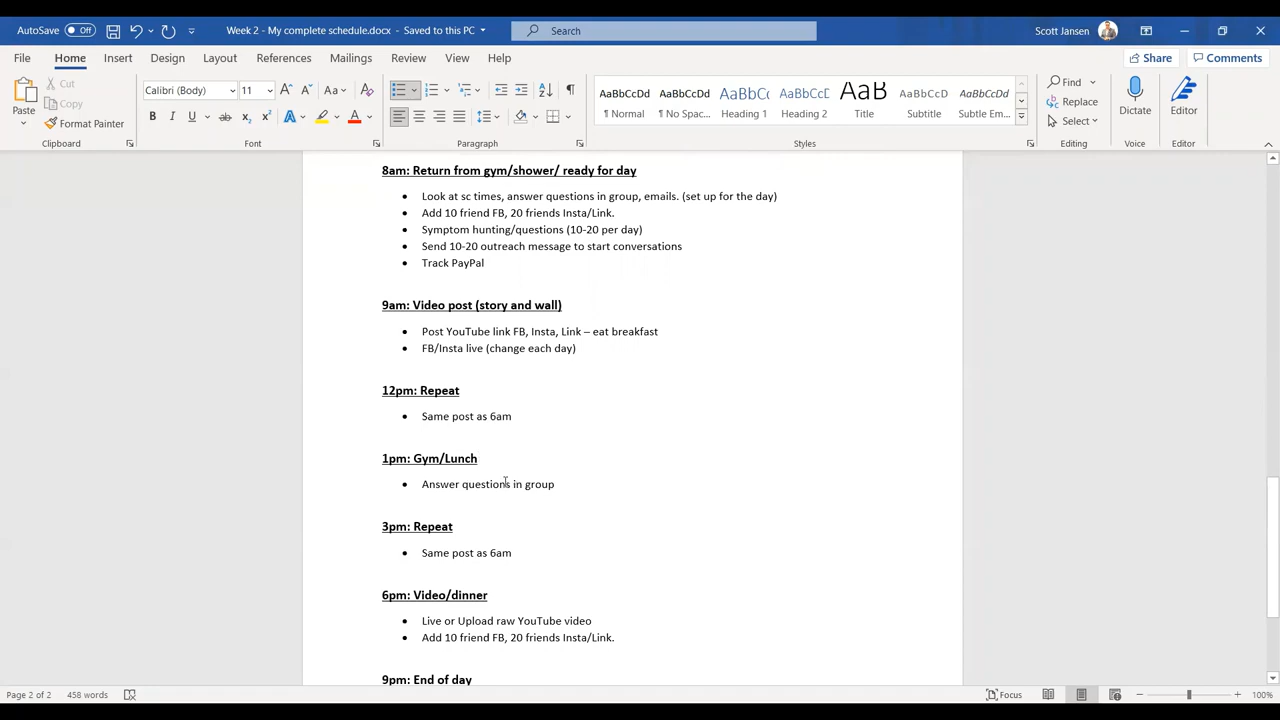 AutoSave Off Week 2 - My complete schedule.docx - Saved to this PC Search Scott Jansen
File Home Insert Design Layout References Mailings Review View Help Share Comments
Paste Cut Copy Format Painter
Calibri (Body) 11
AaBbCcDd ¶ Normal
AaBbCcDd ¶ No Spac...
AaBbCc Heading 1
AaBbCcD Heading 2
AaB Title
AaBbCcD Subtitle
AaBbCcDd Subtle Em...
Find Replace Select
Dictate
Editor
Clipboard Font Paragraph Styles Editing Voice Editor
8am: Return from gym/shower/ ready for day
• Look at sc times, answer questions in group, emails. (set up for the day)
• Add 10 friend FB, 20 friends Insta/Link.
• Symptom hunting/questions (10-20 per day)
• Send 10-20 outreach message to start conversations
• Track PayPal
9am: Video post (story and wall)
• Post YouTube link FB, Insta, Link – eat breakfast
• FB/Insta live (change each day)
12pm: Repeat
• Same post as 6am
1pm: Gym/Lunch
• Answer questions in group
3pm: Repeat
• Same post as 6am
6pm: Video/dinner
• Live or Upload raw YouTube video
• Add 10 friend FB, 20 friends Insta/Link.
9pm: End of day
Page 2 of 2 458 words Focus 100%